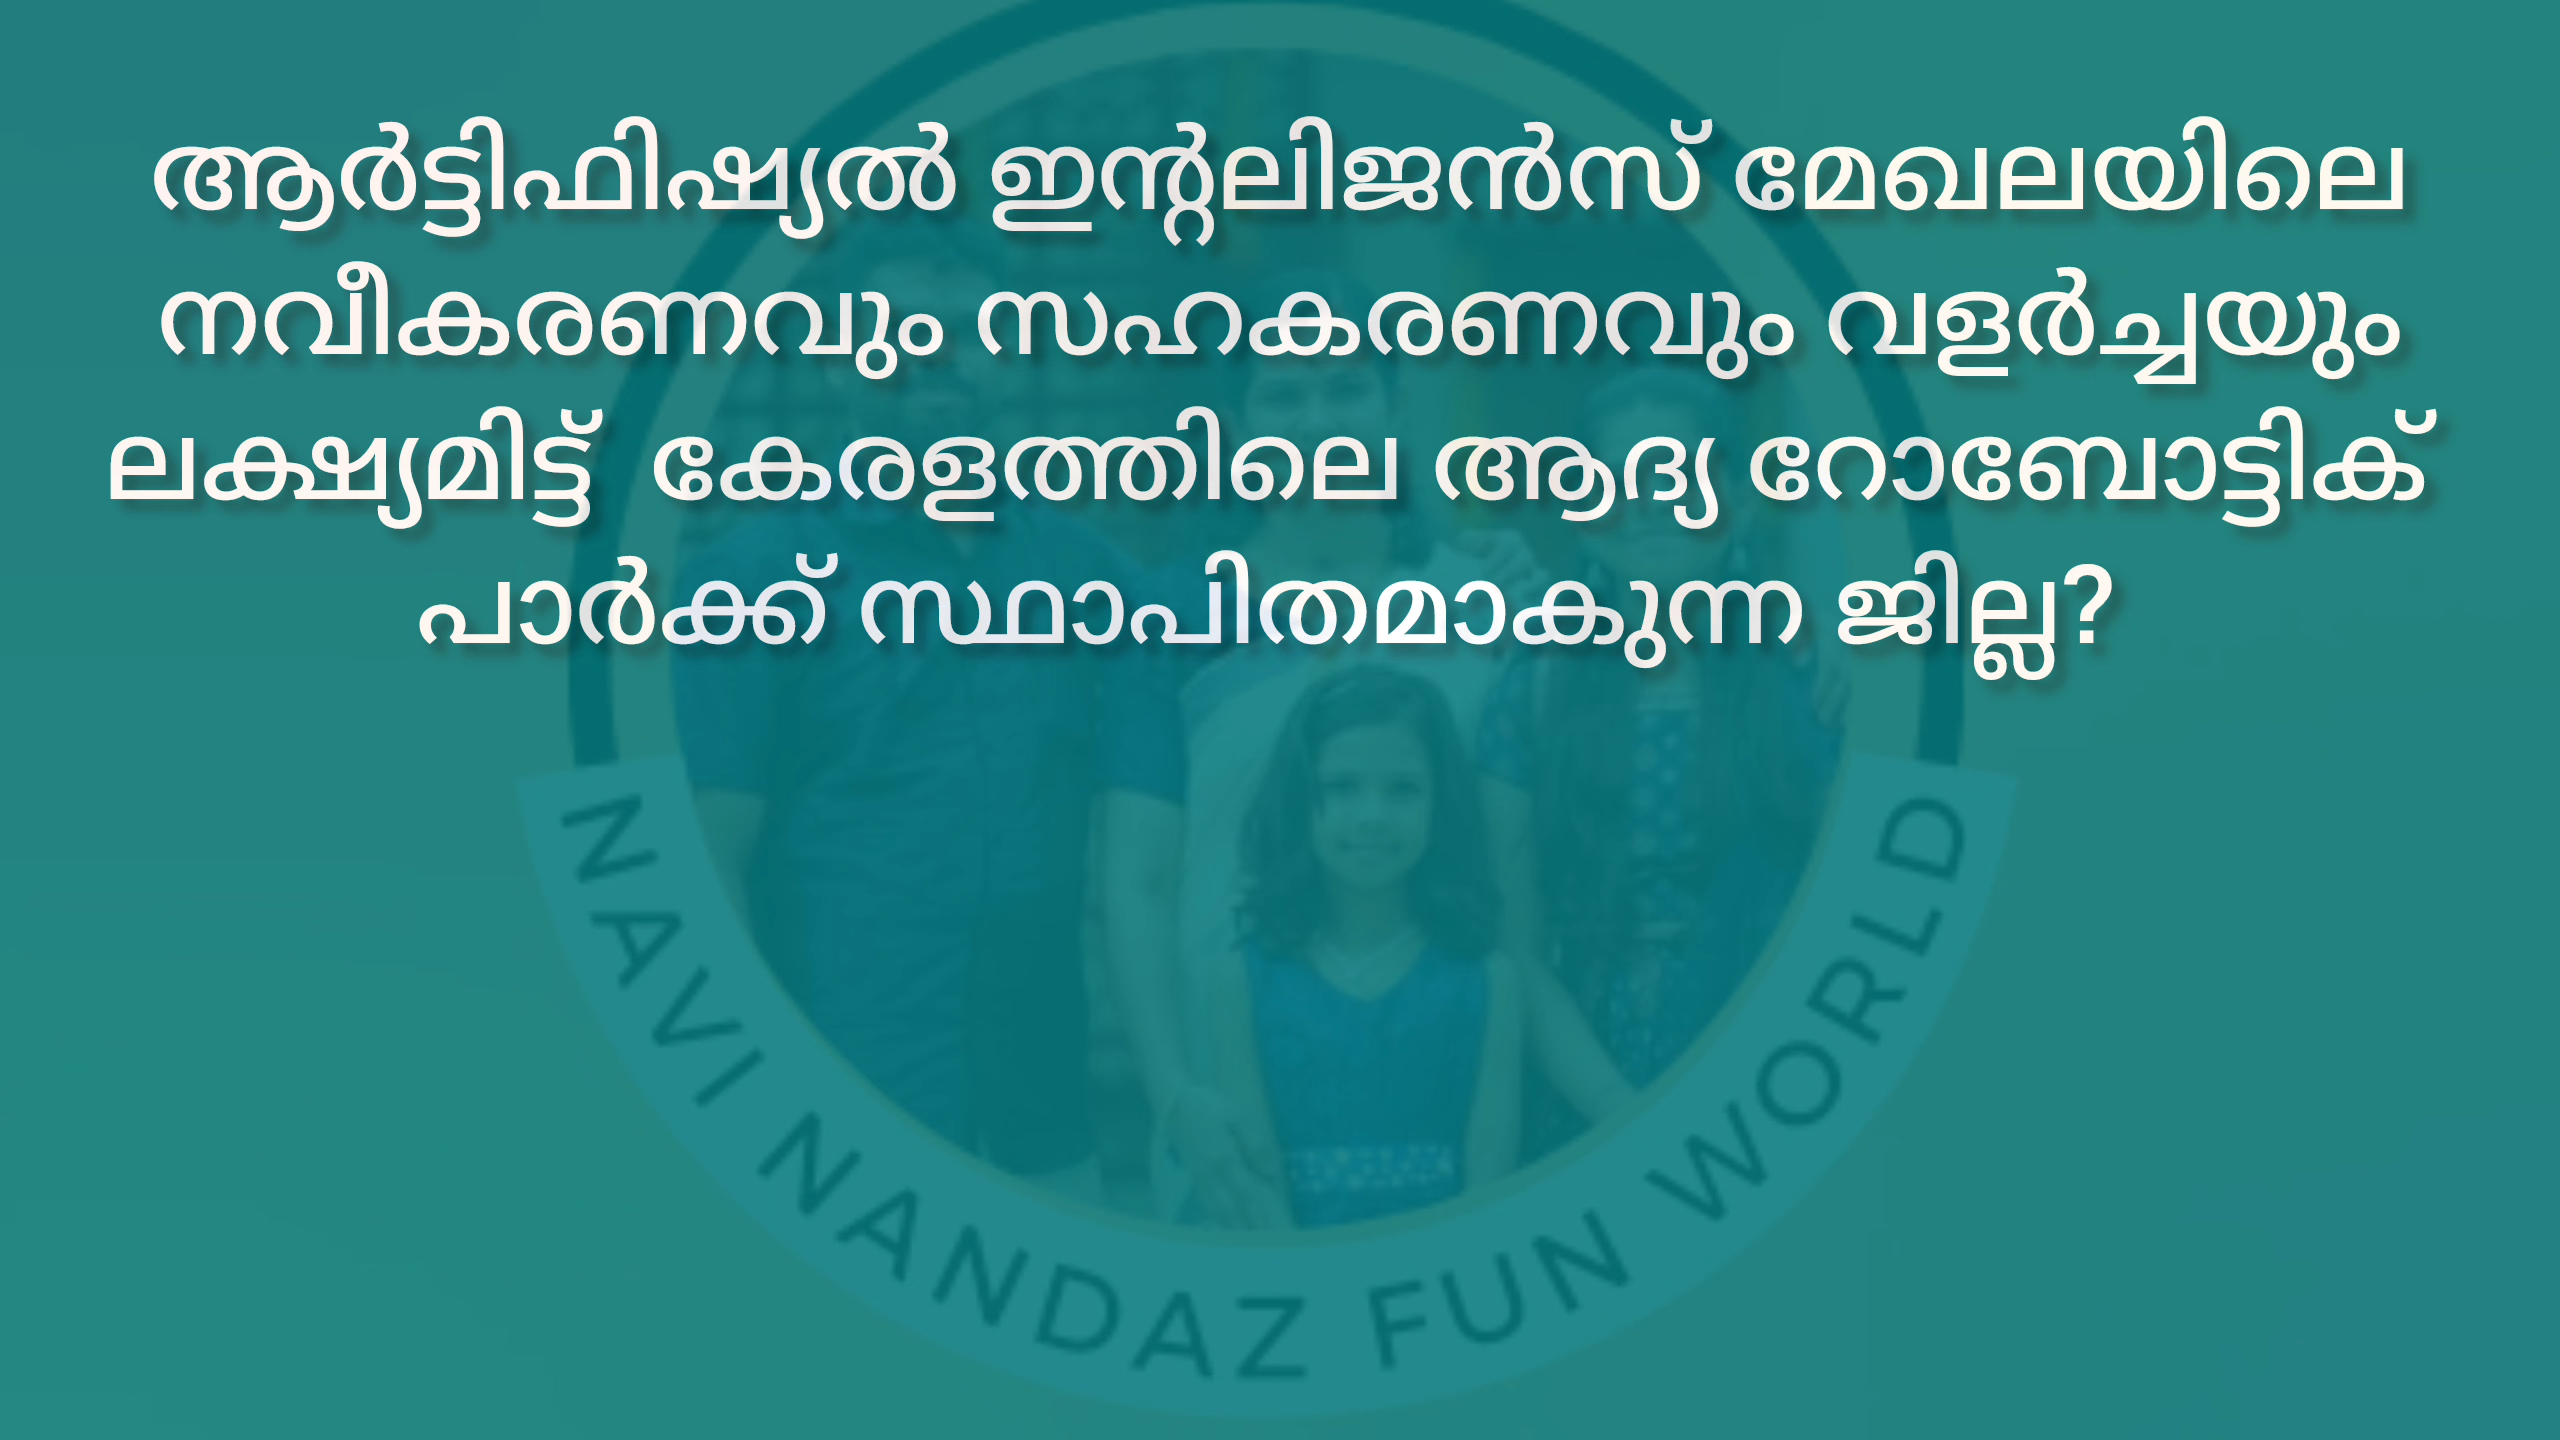 ആർട്ടിഫിഷ്യൽ ഇന്റലിജൻസ് മേഖലയിലെ
നവീകരണവും സഹകരണവും വളർച്ചയും
ലക്ഷ്യമിട്ട് കേരളത്തിലെ ആദ്യ റോബോട്ടിക്
പാർക്ക് സ്ഥാപിതമാകുന്ന ജില്ല?
NAVI NANDAZ FUN WORLD